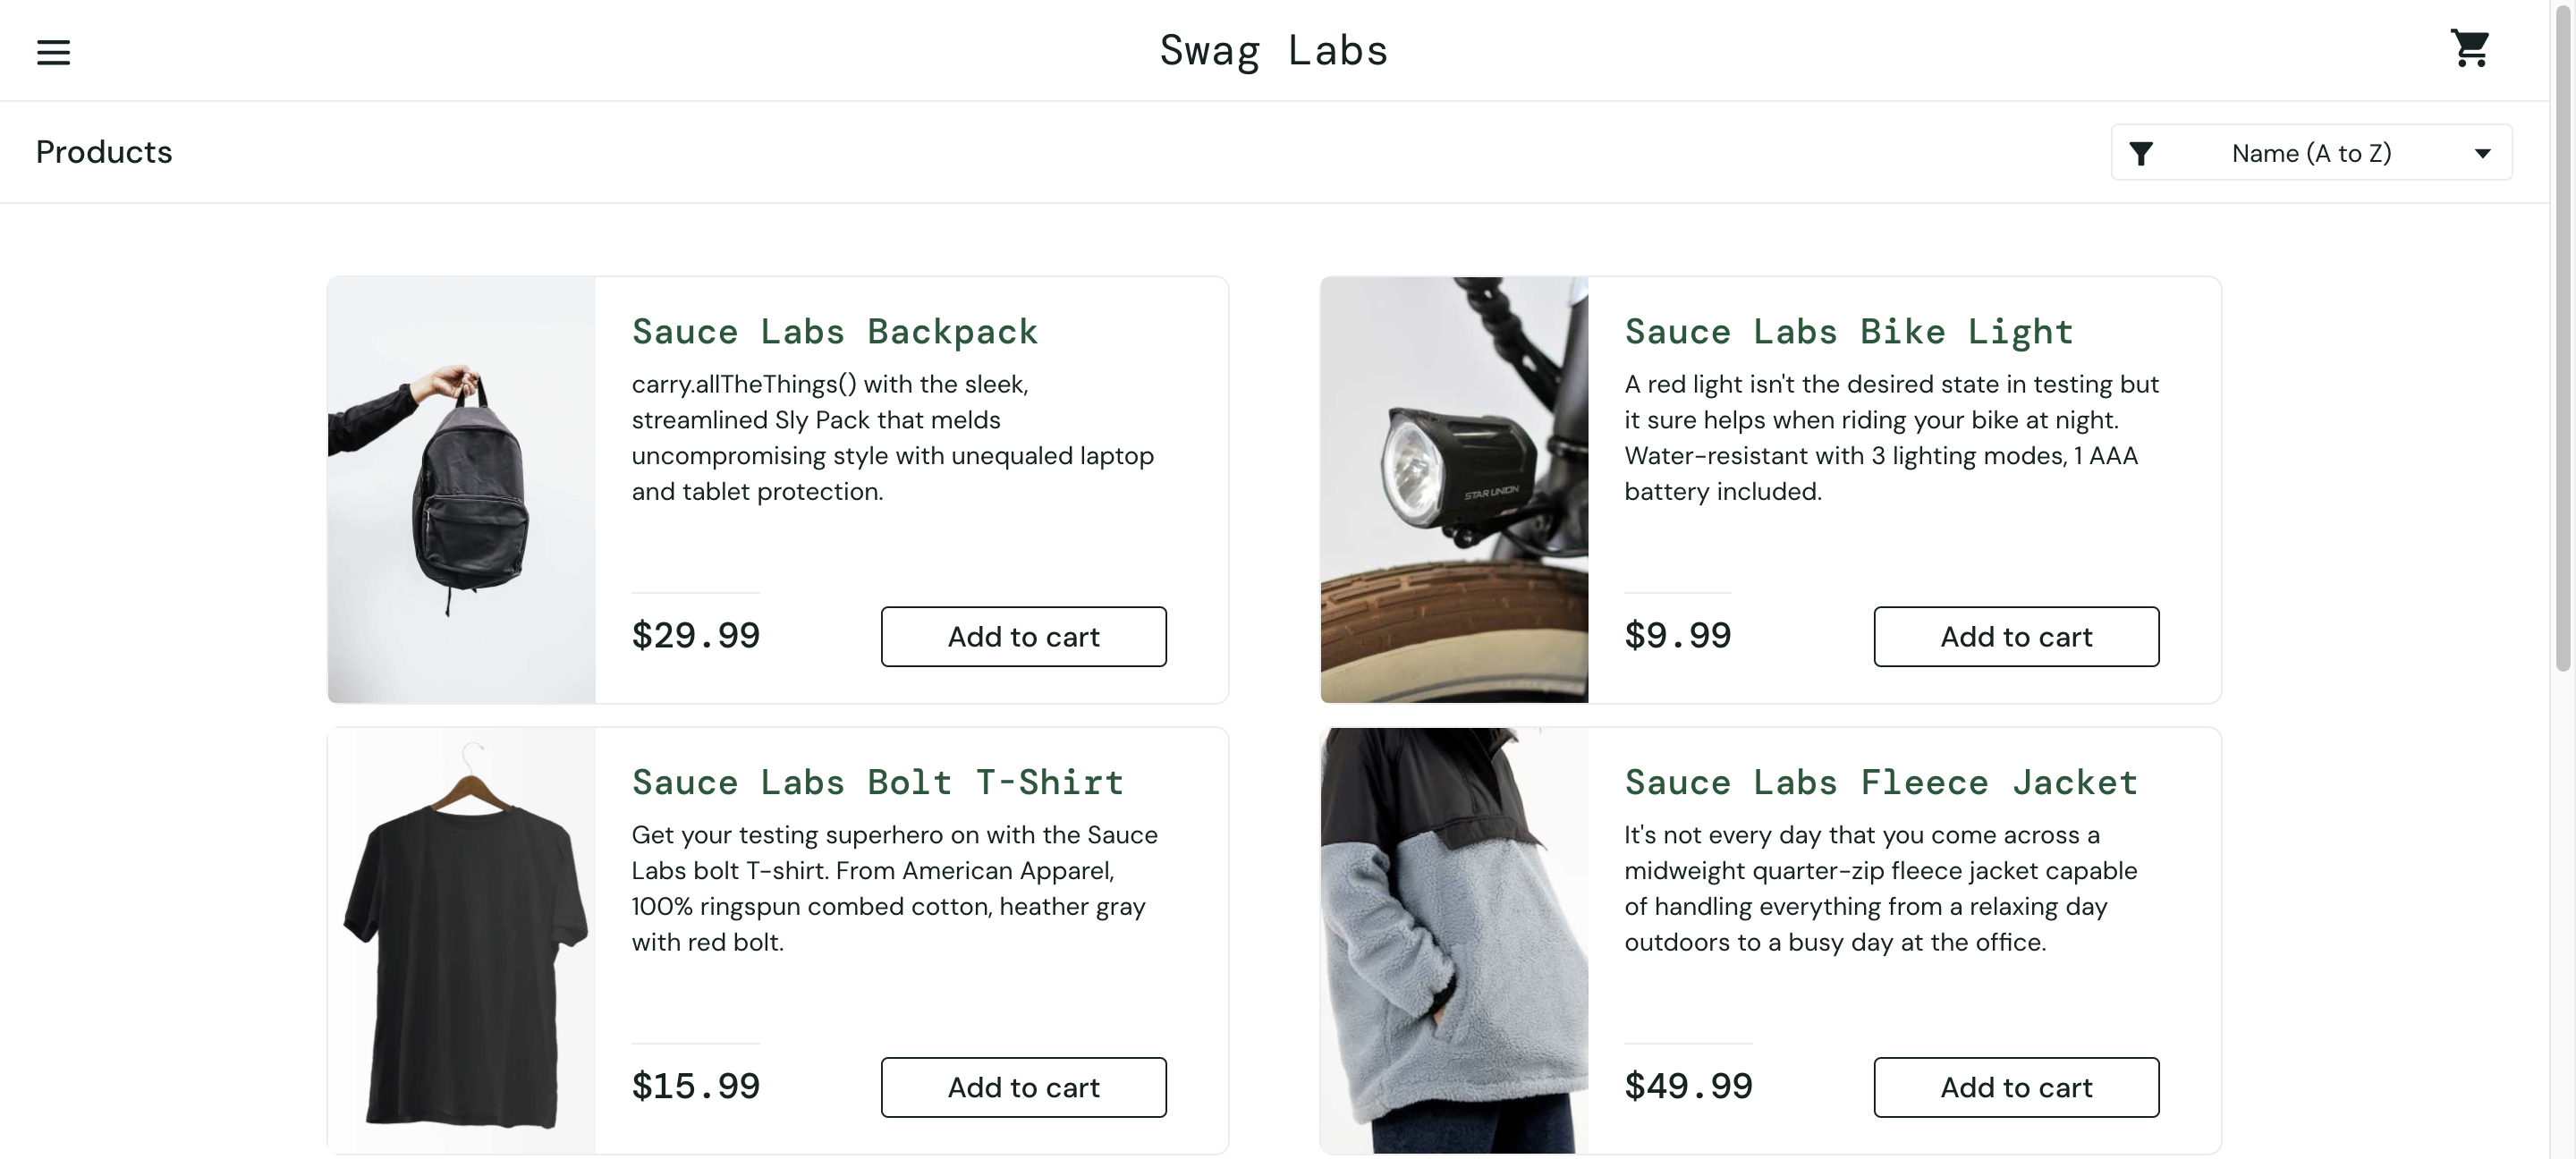 Swag Labs
Products
Name (A to Z)
Sauce Labs Backpack
carry.allTheThings() with the sleek,
streamlined Sly Pack that melds
uncompromising style with unequaled laptop
and tablet protection.
$29.99
Add to cart
Sauce Labs Bike Light
A red light isn't the desired state in testing but
it sure helps when riding your bike at night.
Water-resistant with 3 lighting modes, 1 AAA
battery included.
STAR UNION
$9.99
Add to cart
Sauce Labs Bolt T-Shirt
Get your testing superhero on with the Sauce
Labs bolt T-shirt. From American Apparel,
100% ringspun combed cotton, heather gray
with red bolt.
$15.99
Add to cart
Sauce Labs Fleece Jacket
It's not every day that you come across a
midweight quarter-zip fleece jacket capable
of handling everything from a relaxing day
outdoors to a busy day at the office.
$49.99
Add to cart